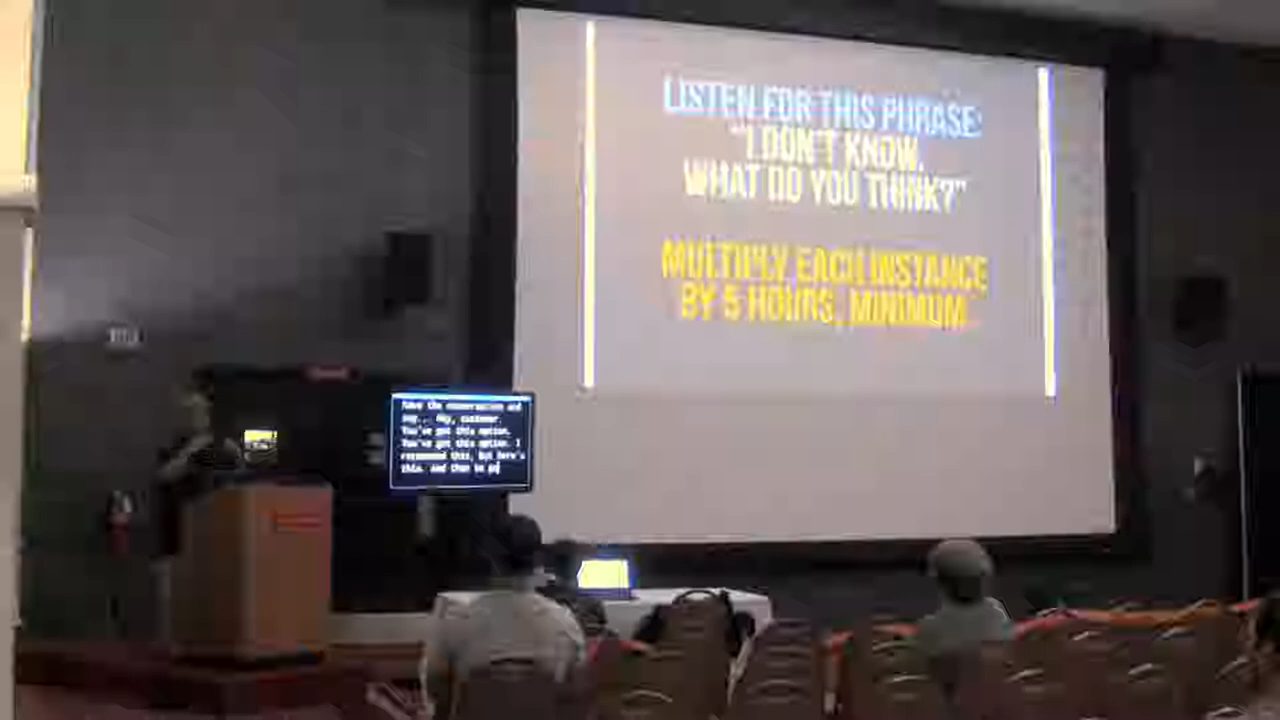 LISTEN FOR THIS PHRASE:
"I DON'T KNOW.
WHAT DO YOU THINK?"
MULTIPLY EACH INSTANCE
BY 5 HOURS, MINIMUM.
have the conversation and
say... Hey, customer.
You've got this option.
You've got this option. I
recommend this, but here's
this. And then be